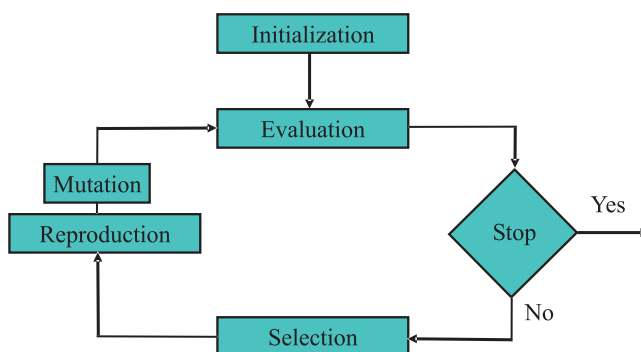 Initialization
Evaluation
Mutation
Reproduction
Stop
Yes
No
Selection